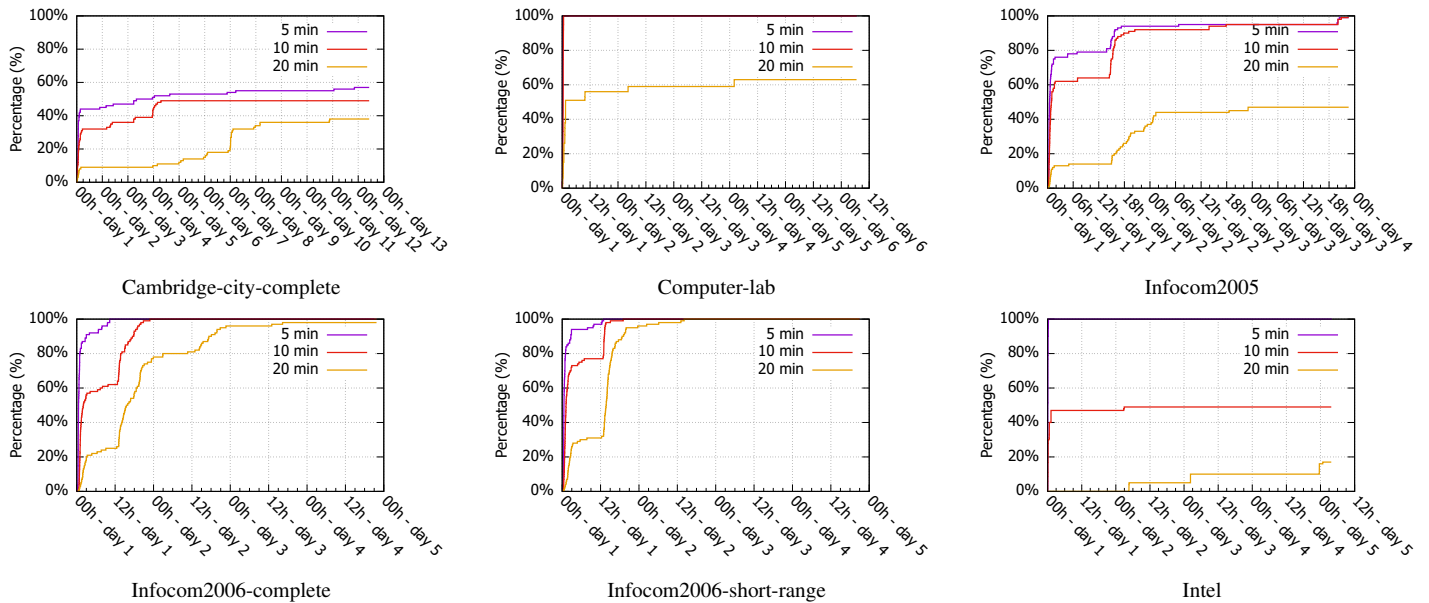 Percentage (%)
100%
80%
60%
40%
20%
0%
5 min
10 min
20 min
00h - day 1
00h - day 2
00h - day 3
00h - day 4
00h - day 5
00h - day 6
00h - day 7
00h - day 8
00h - day 9
00h - day 10
00h - day 11
00h - day 12
00h - day 13
Cambridge-city-complete
Percentage (%)
100%
80%
60%
40%
20%
0%
5 min
10 min
20 min
00h - day 1
12h - day 1
00h - day 2
12h - day 2
00h - day 3
12h - day 3
00h - day 4
12h - day 4
00h - day 5
12h - day 5
00h - day 6
12h - day 6
Computer-lab
Percentage (%)
100%
80%
60%
40%
20%
0%
5 min
10 min
20 min
00h - day 1
06h - day 1
12h - day 1
18h - day 1
00h - day 2
06h - day 2
12h - day 2
18h - day 2
00h - day 3
06h - day 3
12h - day 3
18h - day 3
00h - day 4
Infocom2005
Percentage (%)
100%
80%
60%
40%
20%
0%
5 min
10 min
20 min
00h - day 1
12h - day 1
00h - day 2
12h - day 2
00h - day 3
12h - day 3
00h - day 4
12h - day 4
00h - day 5
Infocom2006-complete
Percentage (%)
100%
80%
60%
40%
20%
0%
5 min
10 min
20 min
00h - day 1
12h - day 1
00h - day 2
12h - day 2
00h - day 3
12h - day 3
00h - day 4
12h - day 4
00h - day 5
Infocom2006-short-range
Percentage (%)
100%
80%
60%
40%
20%
0%
5 min
10 min
20 min
00h - day 1
12h - day 1
00h - day 2
12h - day 2
00h - day 3
12h - day 3
00h - day 4
12h - day 4
00h - day 5
12h - day 5
Intel